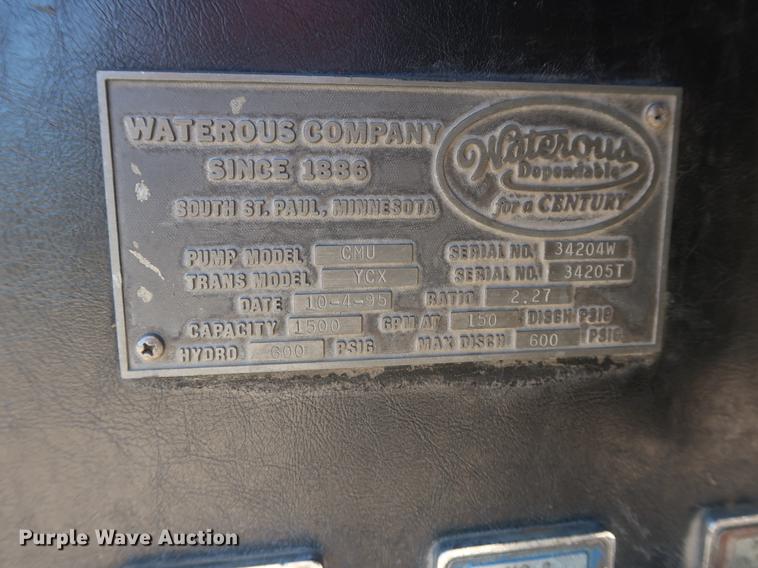 WATEROUS COMPANY
SINCE 1886
SOUTH ST. PAUL, MINNESOTA
Waterous
Dependable
for a CENTURY
PUMP MODEL CMU SERIAL NO. 34204W
TRANS MODEL YCX SERIAL NO. 34205T
DATE 10-4-95 RATIO 2.27
CAPACITY 1500 GPM AT 150 DISCH PSIG
HYDRO 600 PSIG MAX DISCH 600 PSIG
Purple Wave Auction